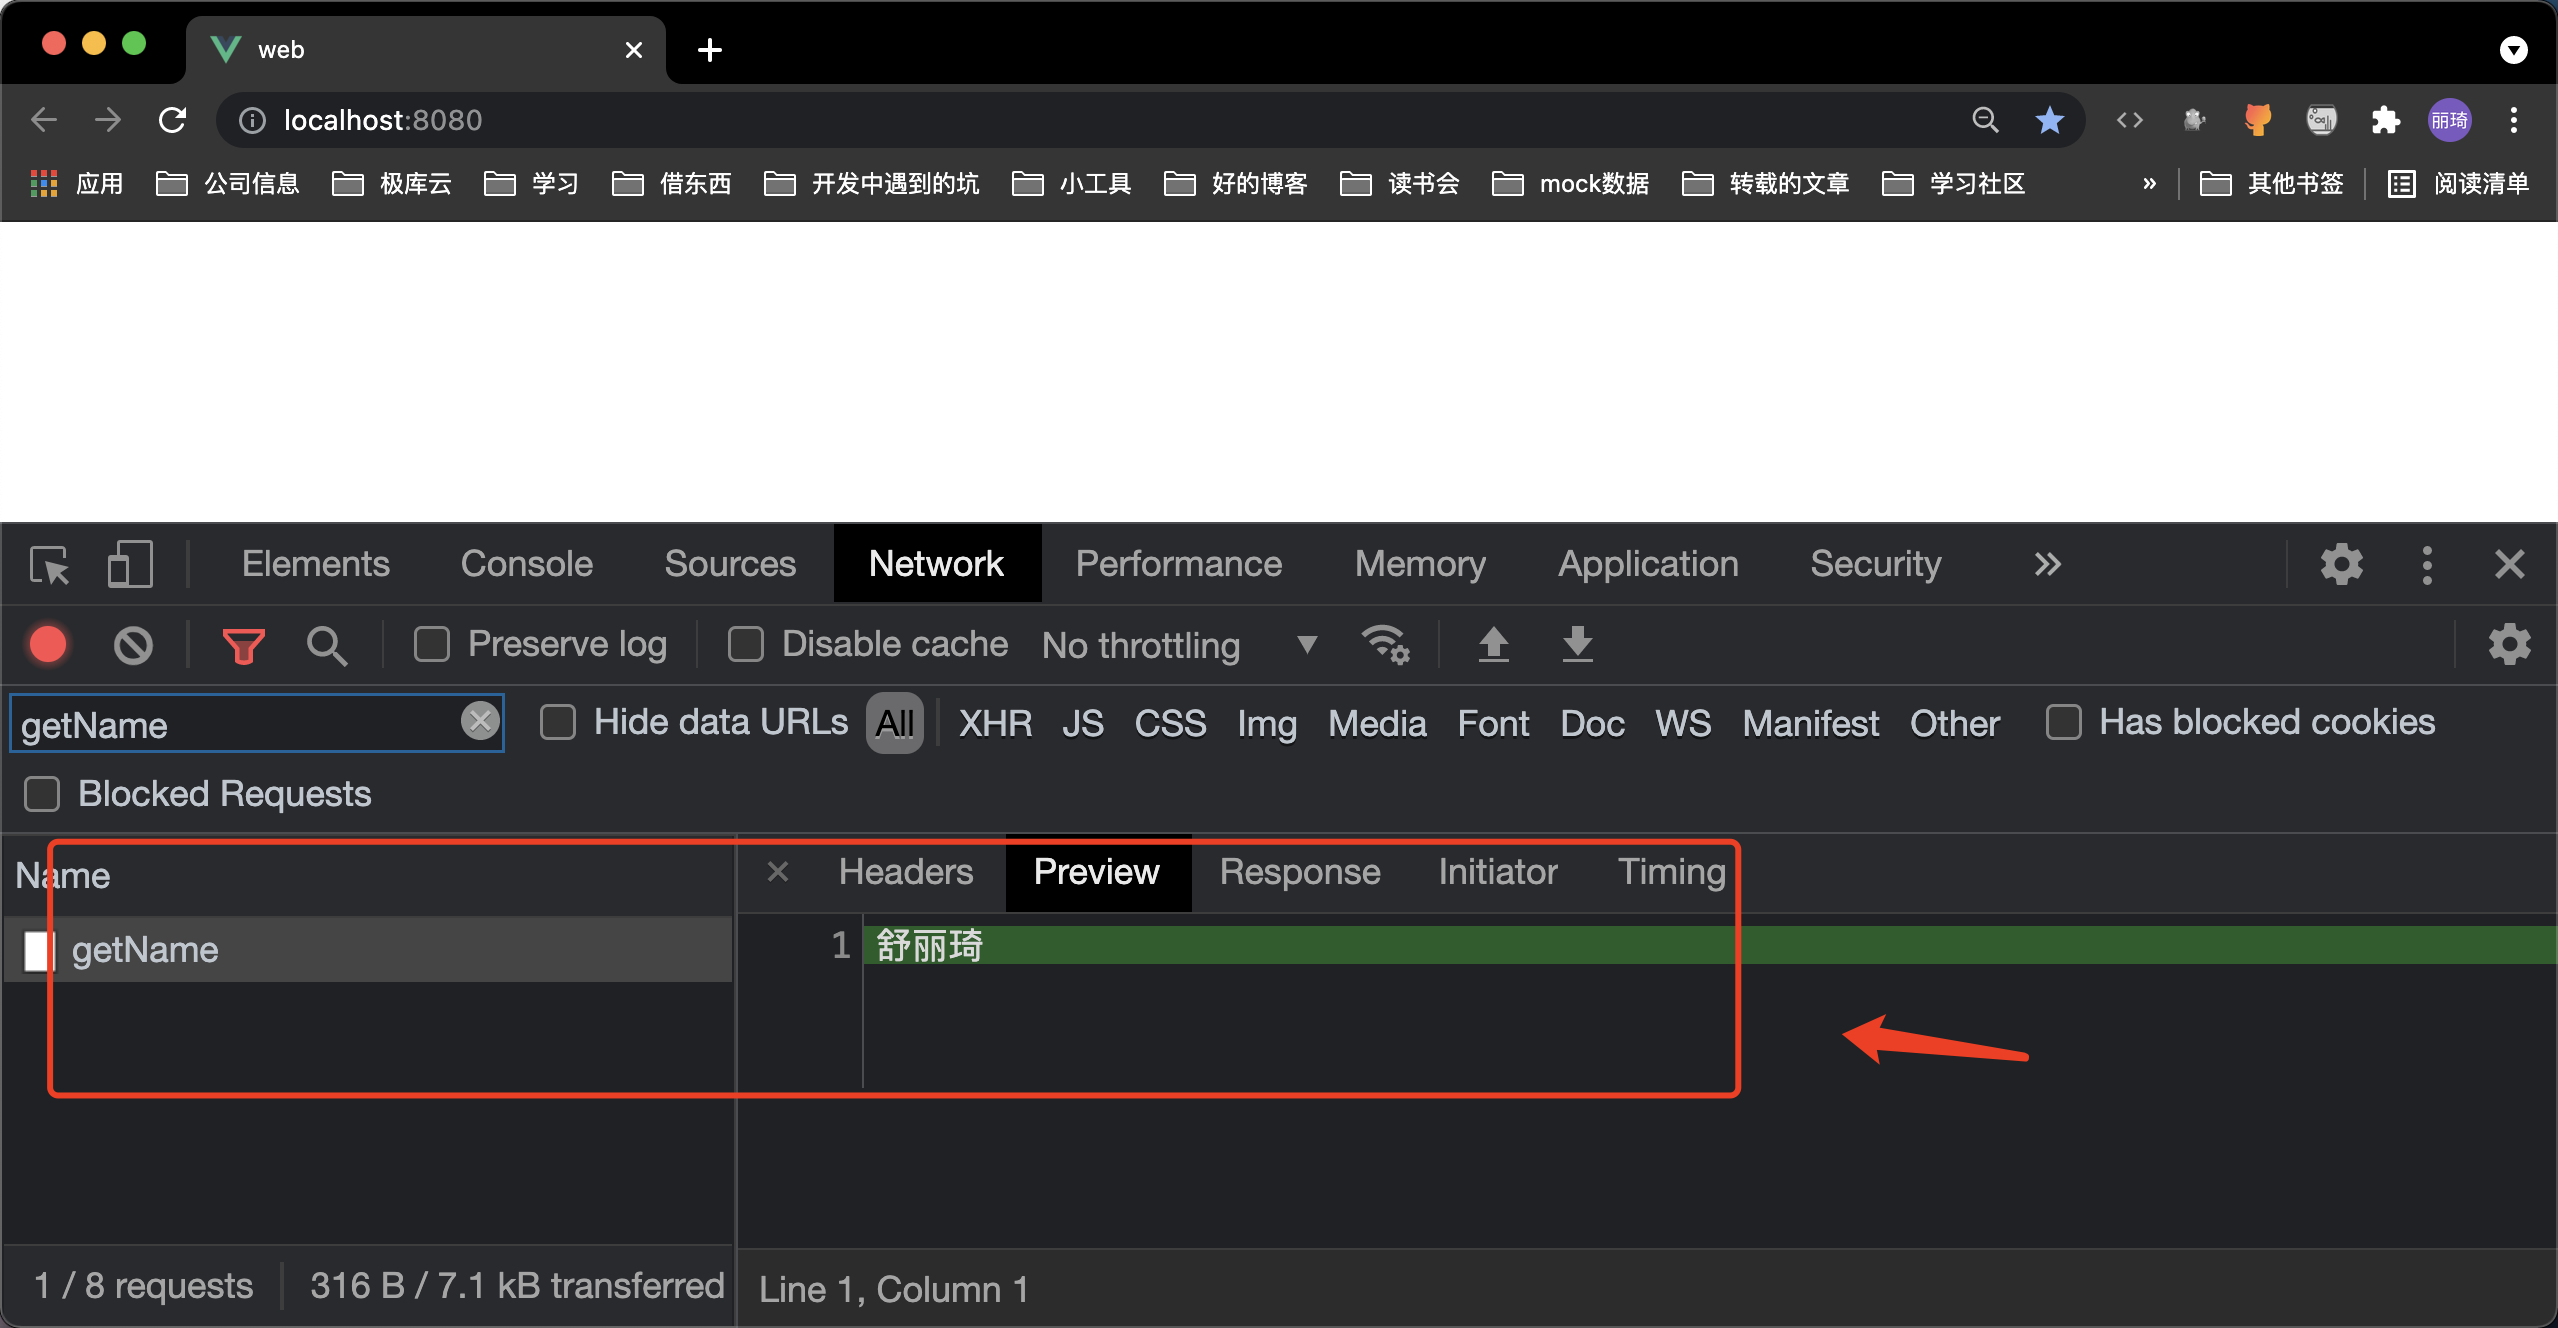 web
localhost:8080
丽琦
应用 公司信息 极库云 学习 借东西 开发中遇到的坑 小工具 好的博客 读书会 mock数据 转载的文章 学习社区 » 其他书签 阅读清单
Elements Console Sources Network Performance Memory Application Security »
Preserve log Disable cache No throttling
getName Hide data URLs All XHR JS CSS Img Media Font Doc WS Manifest Other Has blocked cookies
Blocked Requests
Name Headers Preview Response Initiator Timing
getName 1 舒丽琦
1 / 8 requests 316 B / 7.1 kB transferred Line 1, Column 1